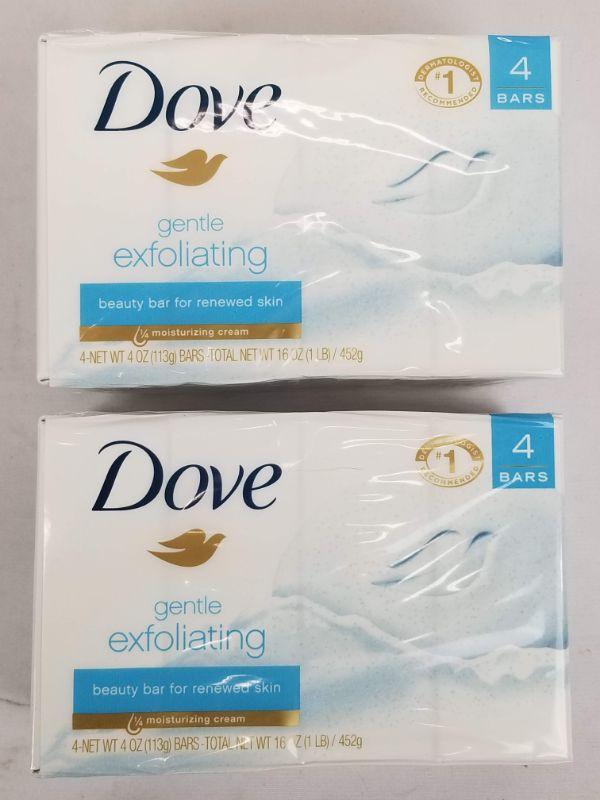 Dove
DERMATOLOGIST
#1
RECOMMENDED
4
BARS
gentle
exfoliating
beauty bar for renewed skin
¼ moisturizing cream
4-NET WT 4 OZ (113g) BARS-TOTAL NET WT 16 OZ (1 LB) / 452g
Dove
#1
RECOMMENDED
4
BARS
gentle
exfoliating
beauty bar for renewed skin
¼ moisturizing cream
4-NET WT 4 OZ (113g) BARS-TOTAL NET WT 16 Z (1 LB) / 452g